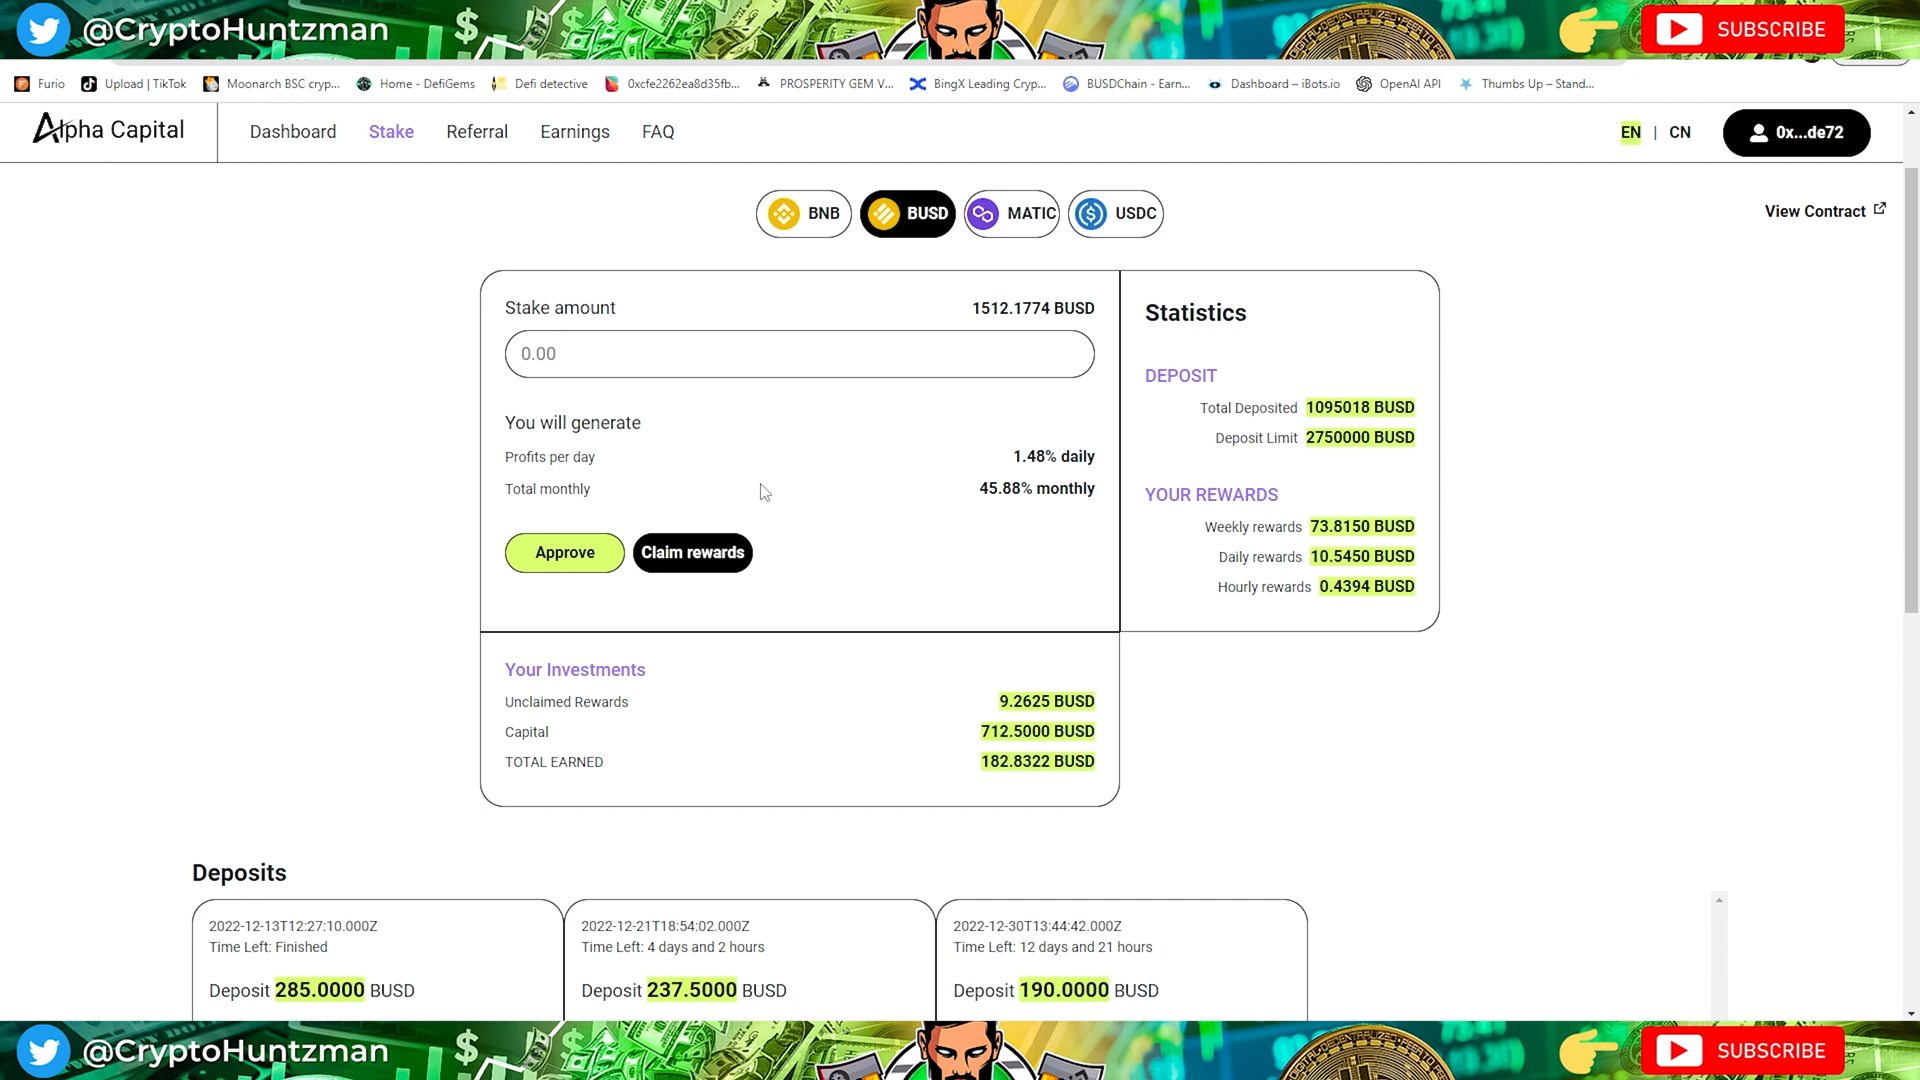 @CryptoHuntzman
SUBSCRIBE
Furio
Upload | TikTok
Moonarch BSC cryp...
Home - DefiGems
Defi detective
0xcfe2262ea8d35fb...
PROSPERITY GEM V...
BingX Leading Cryp...
BUSDChain - Earn...
Dashboard – iBots.io
OpenAI API
Thumbs Up – Stand...
Alpha Capital
Dashboard
Stake
Referral
Earnings
FAQ
EN | CN
0x...de72
BNB
BUSD
MATIC
USDC
View Contract
Stake amount
1512.1774 BUSD
0.00
You will generate
Profits per day
1.48% daily
Total monthly
45.88% monthly
Approve
Claim rewards
Statistics
DEPOSIT
Total Deposited 1095018 BUSD
Deposit Limit 2750000 BUSD
YOUR REWARDS
Weekly rewards 73.8150 BUSD
Daily rewards 10.5450 BUSD
Hourly rewards 0.4394 BUSD
Your Investments
Unclaimed Rewards
9.2625 BUSD
Capital
712.5000 BUSD
TOTAL EARNED
182.8322 BUSD
Deposits
2022-12-13T12:27:10.000Z
Time Left: Finished
Deposit 285.0000 BUSD
2022-12-21T18:54:02.000Z
Time Left: 4 days and 2 hours
Deposit 237.5000 BUSD
2022-12-30T13:44:42.000Z
Time Left: 12 days and 21 hours
Deposit 190.0000 BUSD
@CryptoHuntzman
SUBSCRIBE